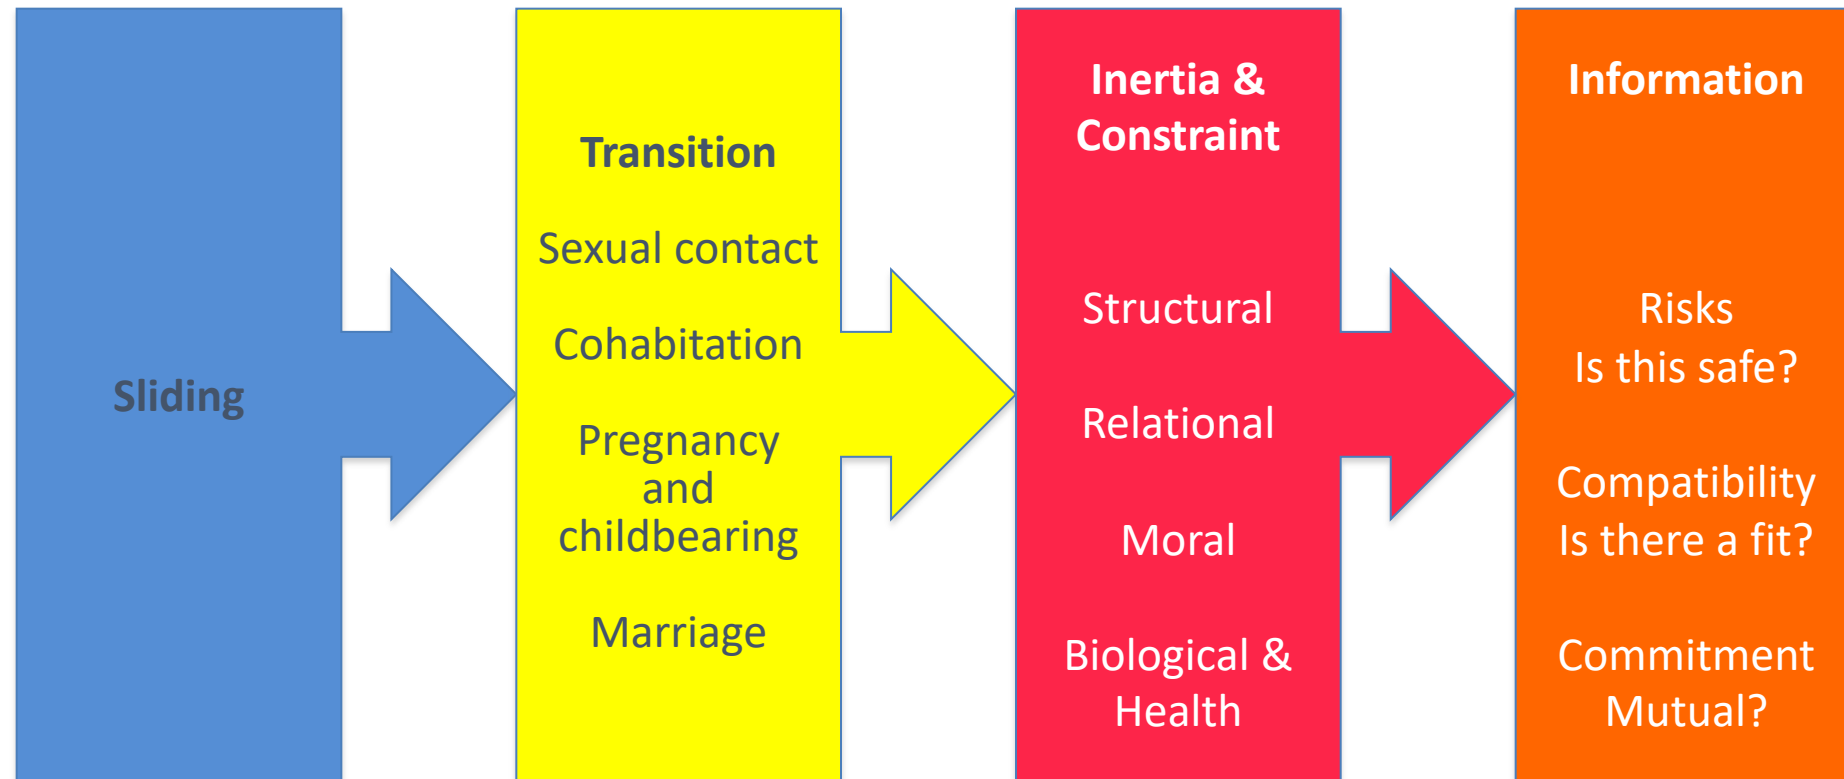 Sliding
Transition
Sexual contact
Cohabitation
Pregnancy
and
childbearing
Marriage
Inertia &
Constraint
Structural
Relational
Moral
Biological &
Health
Information
Risks
Is this safe?
Compatibility
Is there a fit?
Commitment
Mutual?